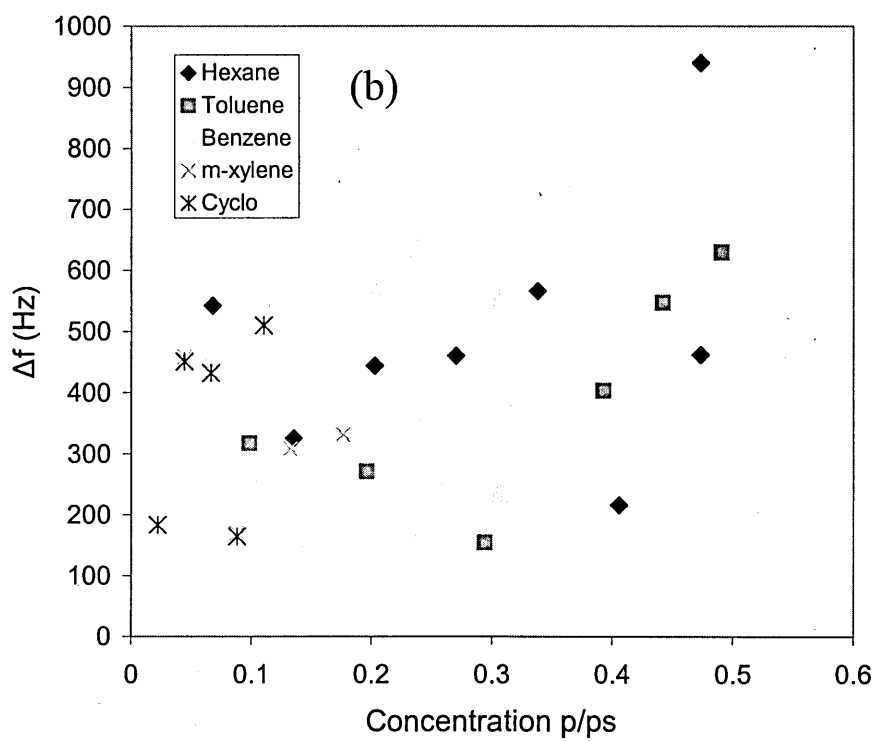 1000
900
800
700
600
500
400
300
200
100
0
Δf (Hz)
Hexane
Toluene
Benzene
m-xylene
Cyclo
(b)
0 0.1 0.2 0.3 0.4 0.5 0.6
Concentration p/ps